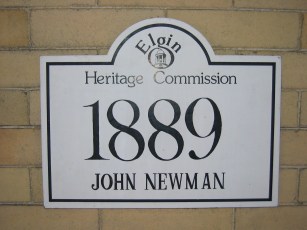 Elgin
Heritage Commission
1889
JOHN NEWMAN